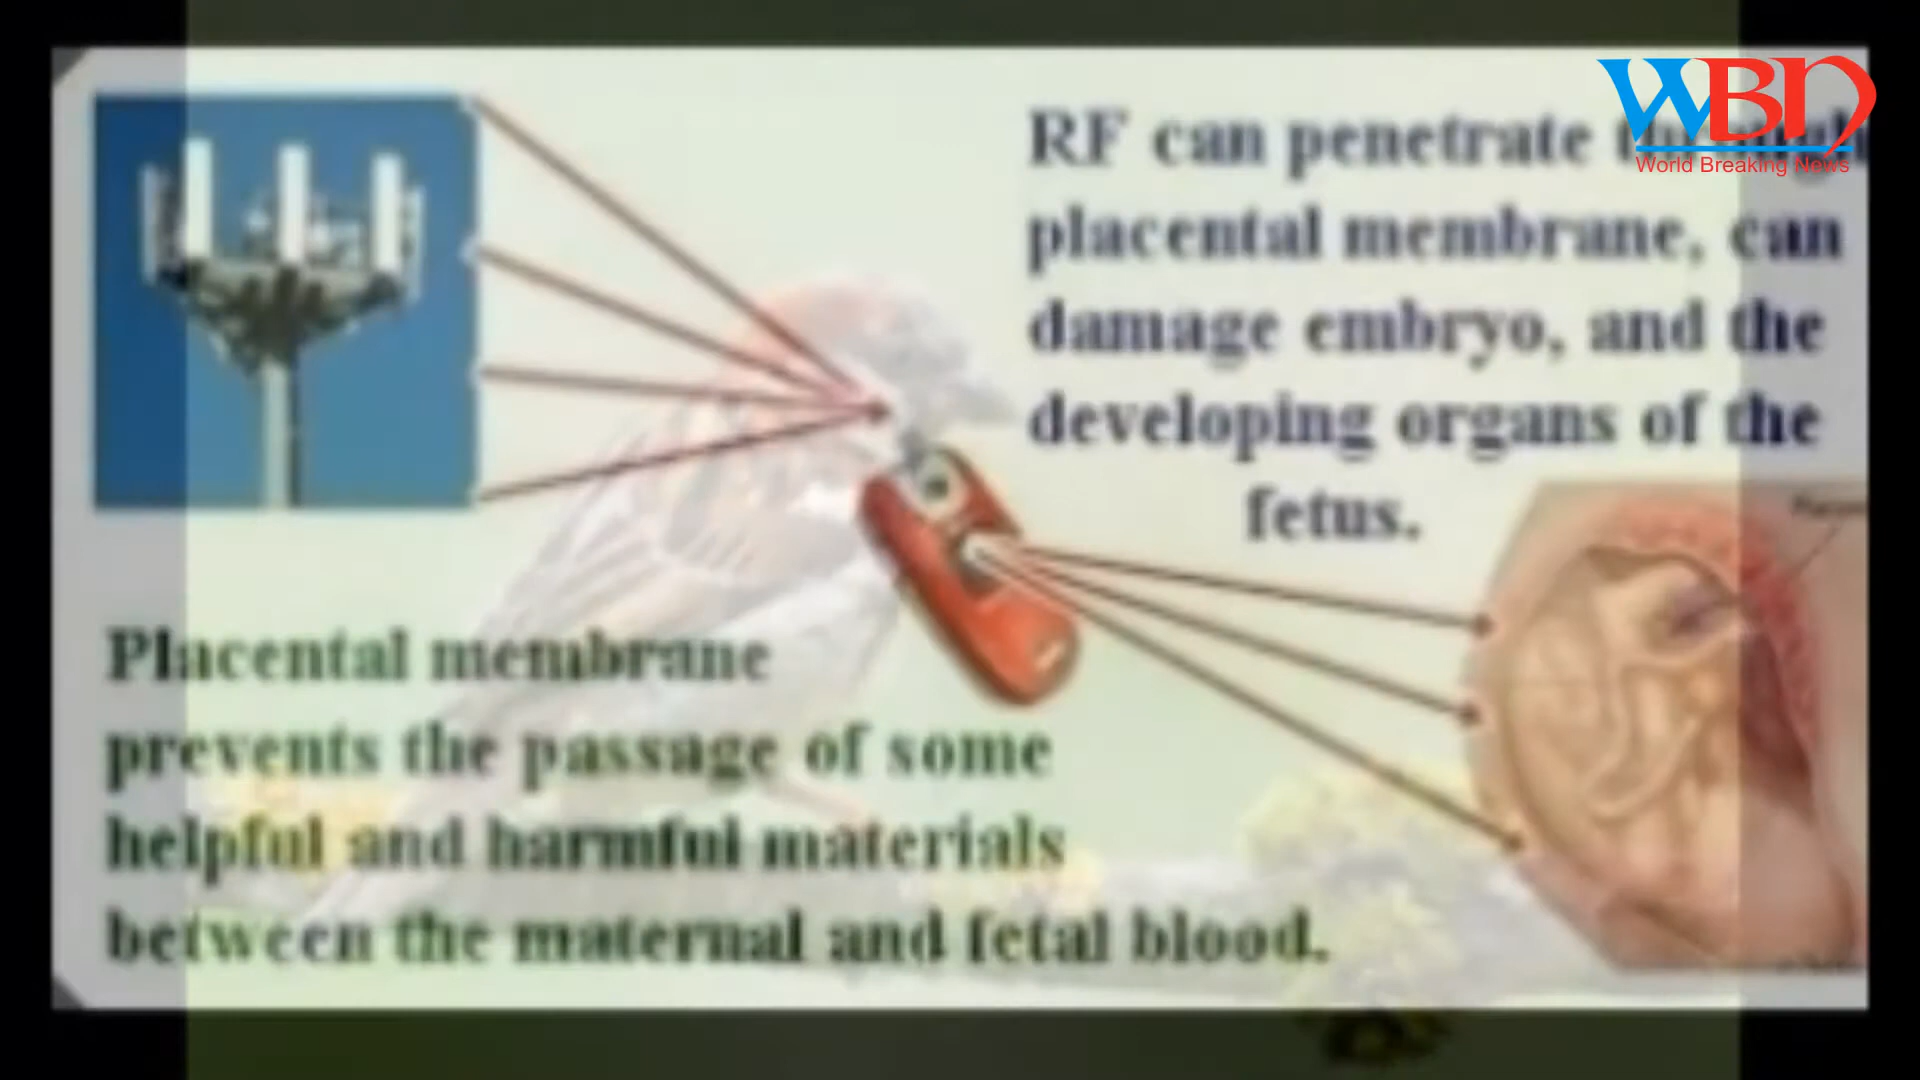 WBN
World Breaking News
RF can penetrate through
placental membrane, can
damage embryo, and the
developing organs of the
fetus.
Placental membrane
prevents the passage of some
helpful and harmful materials
between the maternal and fetal blood.